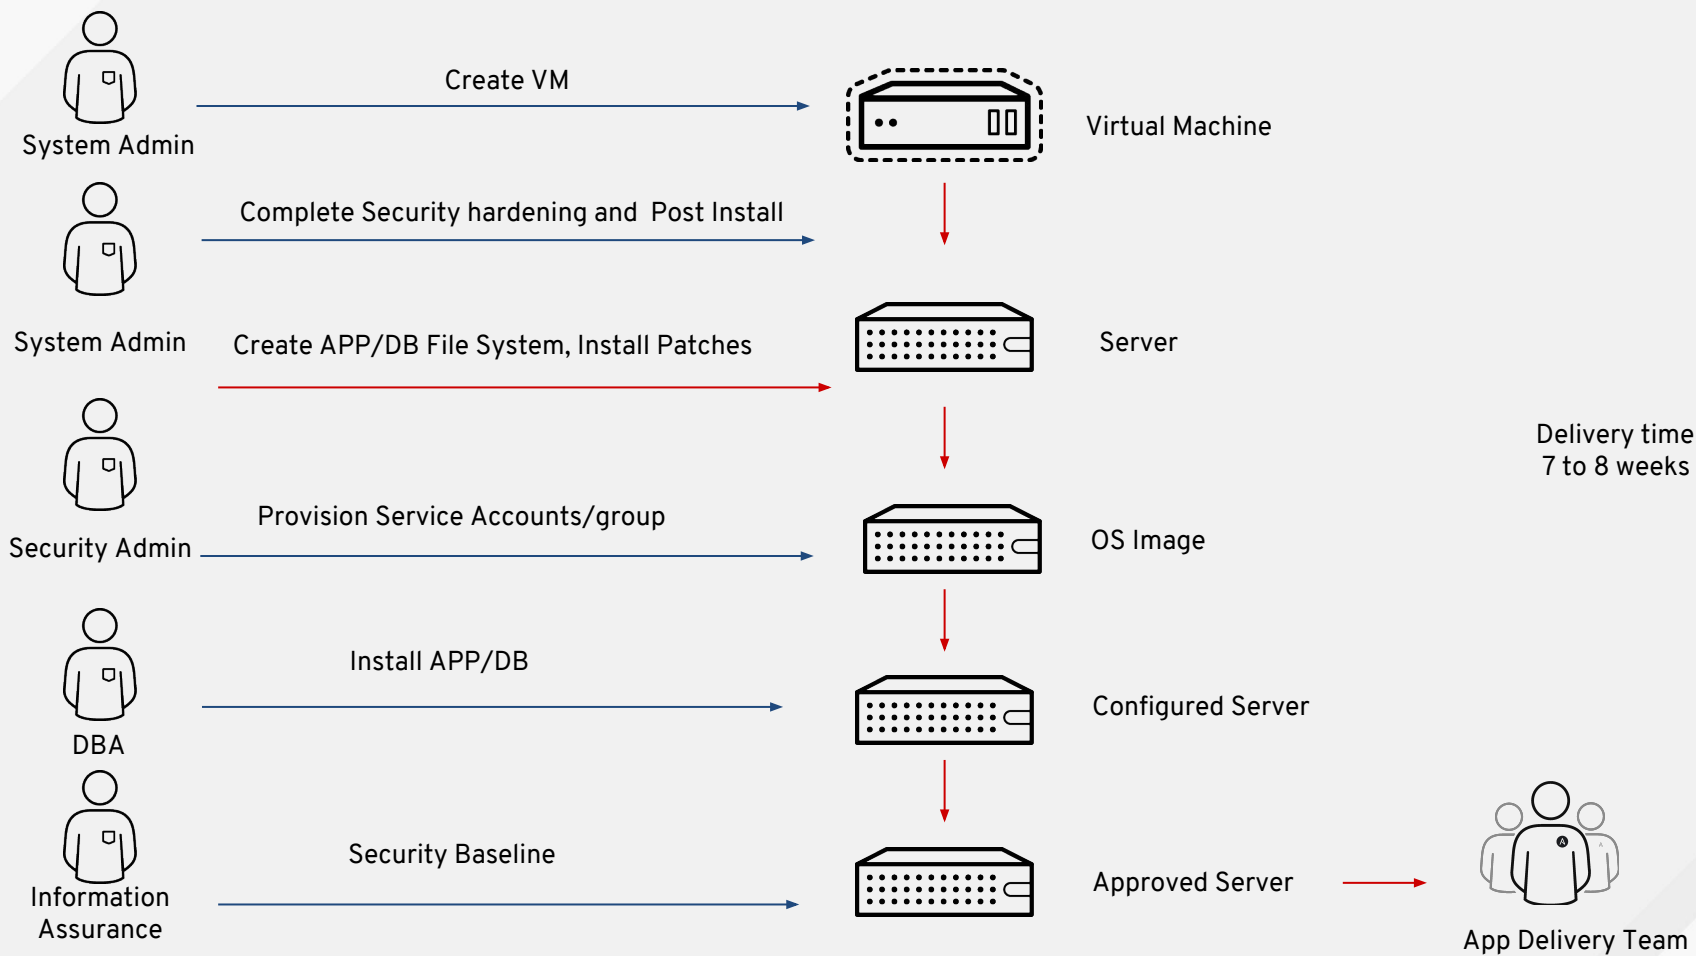 Create VM
System Admin
Virtual Machine
Complete Security hardening and  Post Install
System Admin
Create APP/DB File System, Install Patches
Server
Delivery time
7 to 8 weeks
Provision Service Accounts/group
Security Admin
OS Image
Install APP/DB
DBA
Configured Server
Security Baseline
Information
Assurance
Approved Server
App Delivery Team